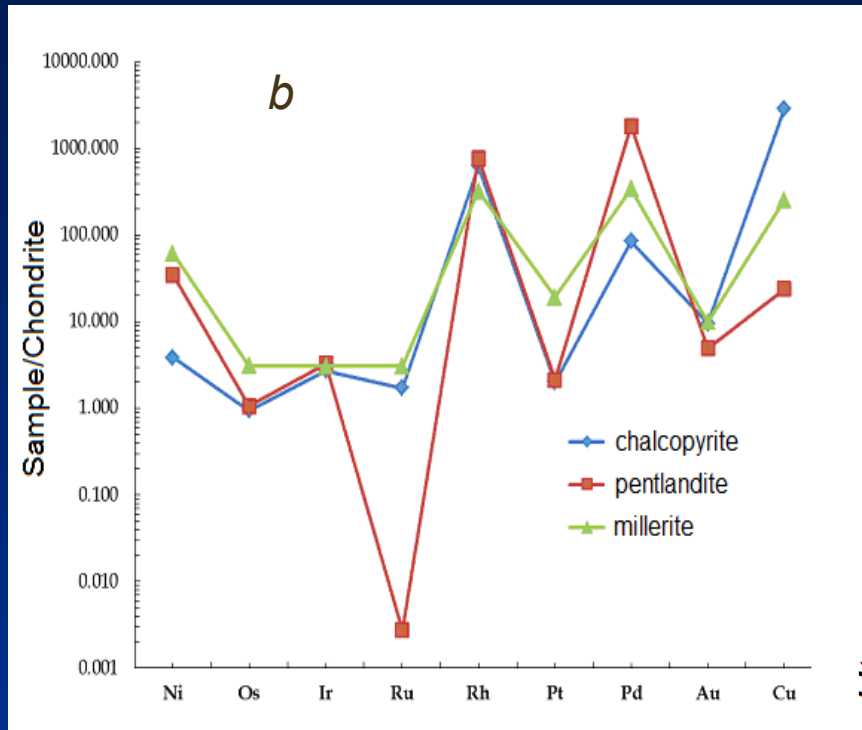 b
10000.000
1000.000
100.000
10.000
1.000
0.100
0.010
0.001
Sample/Chondrite
chalcopyrite
pentlandite
millerite
Ni Os Ir Ru Rh Pt Pd Au Cu